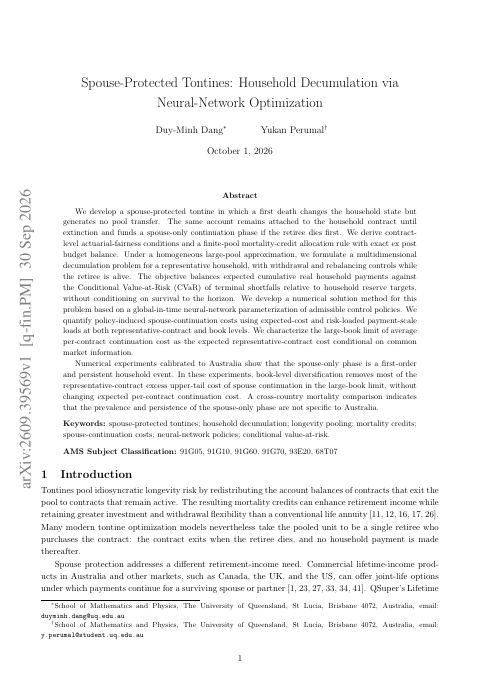 Spouse-Protected Tontines: Household Decumulation via
Neural-Network Optimization
Duy-Minh Dang* Yukan Perumal†
October 1, 2026
arXiv:2609.39569v1 [q-fin.PM] 30 Sep 2026
Abstract
We develop a spouse-protected tontine in which a first death changes the household state but
generates no pool transfer. The same account remains attached to the household contract until
extinction and funds a spouse-only continuation phase if the retiree dies first. We derive contract-
level actuarial-fairness conditions and a finite-pool mortality-credit allocation rule with exact ex post
budget balance. Under a homogeneous large-pool approximation, we formulate a multidimensional
decumulation problem for a representative household, with withdrawal and rebalancing controls while
the retiree is alive. The objective balances expected cumulative real household payments against
the Conditional Value-at-Risk (CVaR) of terminal shortfalls relative to household reserve targets,
without conditioning on survival to the horizon. We develop a numerical solution method for this
problem based on a global-in-time neural-network parameterization of admissible control policies. We
quantify policy-induced spouse-continuation costs using expected-cost and risk-loaded payment-scale
loads at both representative-contract and book levels. We characterize the large-book limit of average
per-contract continuation cost as the expected representative-contract cost conditional on common
market information.
Numerical experiments calibrated to Australia show that the spouse-only phase is a first-order
and persistent household event. In these experiments, book-level diversification removes most of the
representative-contract excess upper-tail cost of spouse continuation in the large-book limit, without
changing expected per-contract continuation cost. A cross-country mortality comparison indicates
that the prevalence and persistence of the spouse-only phase are not specific to Australia.
Keywords: spouse-protected tontines; household decumulation; longevity pooling; mortality credits;
spouse-continuation costs; neural-network policies; conditional value-at-risk.
AMS Subject Classification: 91G05, 91G10, 91G60, 91G70, 93E20, 68T07
1 Introduction
Tontines pool idiosyncratic longevity risk by redistributing the account balances of contracts that exit the
pool to contracts that remain active. The resulting mortality credits can enhance retirement income while
retaining greater investment and withdrawal flexibility than a conventional life annuity [11, 12, 16, 17, 26].
Many modern tontine optimization models nevertheless take the pooled unit to be a single retiree who
purchases the contract: the contract exits when the retiree dies, and no household payment is made
thereafter.
Spouse protection addresses a different retirement-income need. Commercial lifetime-income prod-
ucts in Australia and other markets, such as Canada, the UK, and the US, can offer joint-life options
under which payments continue for a surviving spouse or partner [1, 23, 27, 33, 34, 41]. QSuper's Lifetime
*School of Mathematics and Physics, The University of Queensland, St Lucia, Brisbane 4072, Australia, email:
duyminh.dang@uq.edu.au
†School of Mathematics and Physics, The University of Queensland, St Lucia, Brisbane 4072, Australia, email:
y.perumal@student.uq.edu.au
1